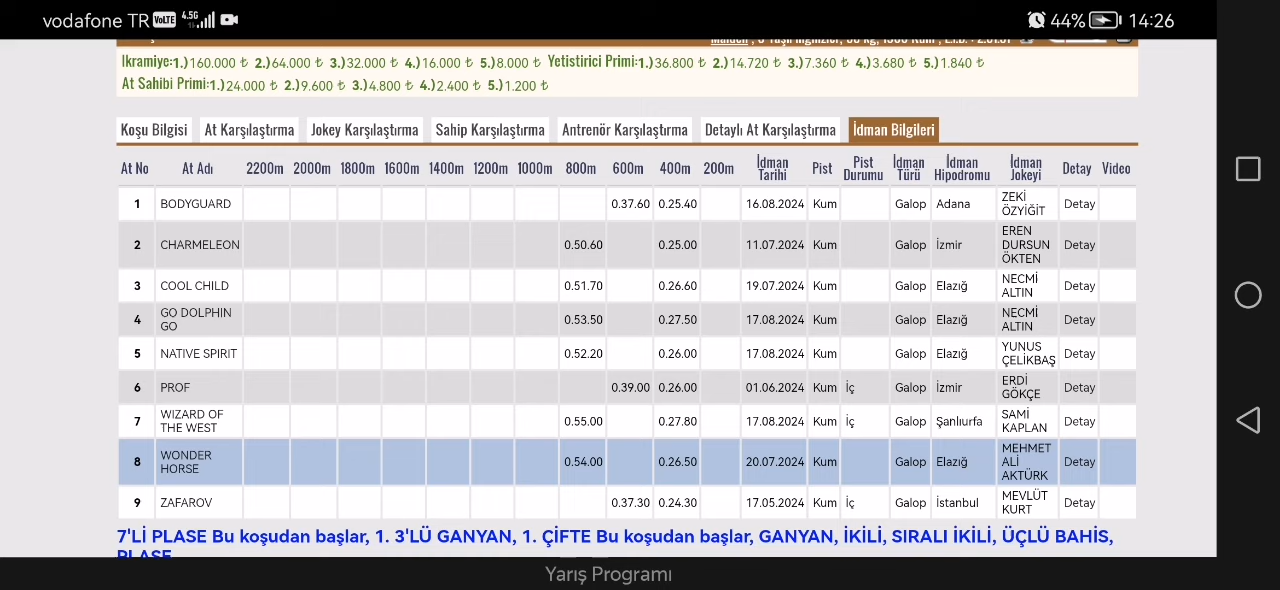 vodafone TR VoLTE 4.5G 44% 14:26
Maiden
İkramiye:1.)160.000 ₺ 2.)64.000 ₺ 3.)32.000 ₺ 4.)16.000 ₺ 5.)8.000 ₺ Yetistirici Primi:1.)36.800 ₺ 2.)14.720 ₺ 3.)7.360 ₺ 4.)3.680 ₺ 5.)1.840 ₺
At Sahibi Primi:1.)24.000 ₺ 2.)9.600 ₺ 3.)4.800 ₺ 4.)2.400 ₺ 5.)1.200 ₺
Koşu Bilgisi At Karşılaştırma Jokey Karşılaştırma Sahip Karşılaştırma Antrenör Karşılaştırma Detaylı At Karşılaştırma İdman Bilgileri
At No At Adı 2200m 2000m 1800m 1600m 1400m 1200m 1000m 800m 600m 400m 200m İdman Tarihi Pist Pist Durumu İdman Türü İdman Hipodromu İdman Jokeyi Detay Video
1 BODYGUARD 0.37.60 0.25.40 16.08.2024 Kum Galop Adana ZEKİ ÖZYİĞİT Detay
2 CHARMELEON 0.50.60 0.25.00 11.07.2024 Kum Galop İzmir EREN DURSUN ÖKTEN Detay
3 COOL CHILD 0.51.70 0.26.60 19.07.2024 Kum Galop Elazığ NECMİ ALTIN Detay
4 GO DOLPHIN GO 0.53.50 0.27.50 17.08.2024 Kum Galop Elazığ NECMİ ALTIN Detay
5 NATIVE SPIRIT 0.52.20 0.26.00 17.08.2024 Kum Galop Elazığ YUNUS ÇELİKBAŞ Detay
6 PROF 0.39.00 0.26.00 01.06.2024 Kum İç Galop İzmir ERDİ GÖKÇE Detay
7 WIZARD OF THE WEST 0.55.00 0.27.80 17.08.2024 Kum İç Galop Şanlıurfa SAMİ KAPLAN Detay
8 WONDER HORSE 0.54.00 0.26.50 20.07.2024 Kum Galop Elazığ MEHMET ALİ AKTÜRK Detay
9 ZAFAROV 0.37.30 0.24.30 17.05.2024 Kum İç Galop İstanbul MEVLÜT KURT Detay
7'Lİ PLASE Bu koşudan başlar, 1. 3'LÜ GANYAN, 1. ÇİFTE Bu koşudan başlar, GANYAN, İKİLİ, SIRALI İKİLİ, ÜÇLÜ BAHİS,
PLASE
Yarış Programı